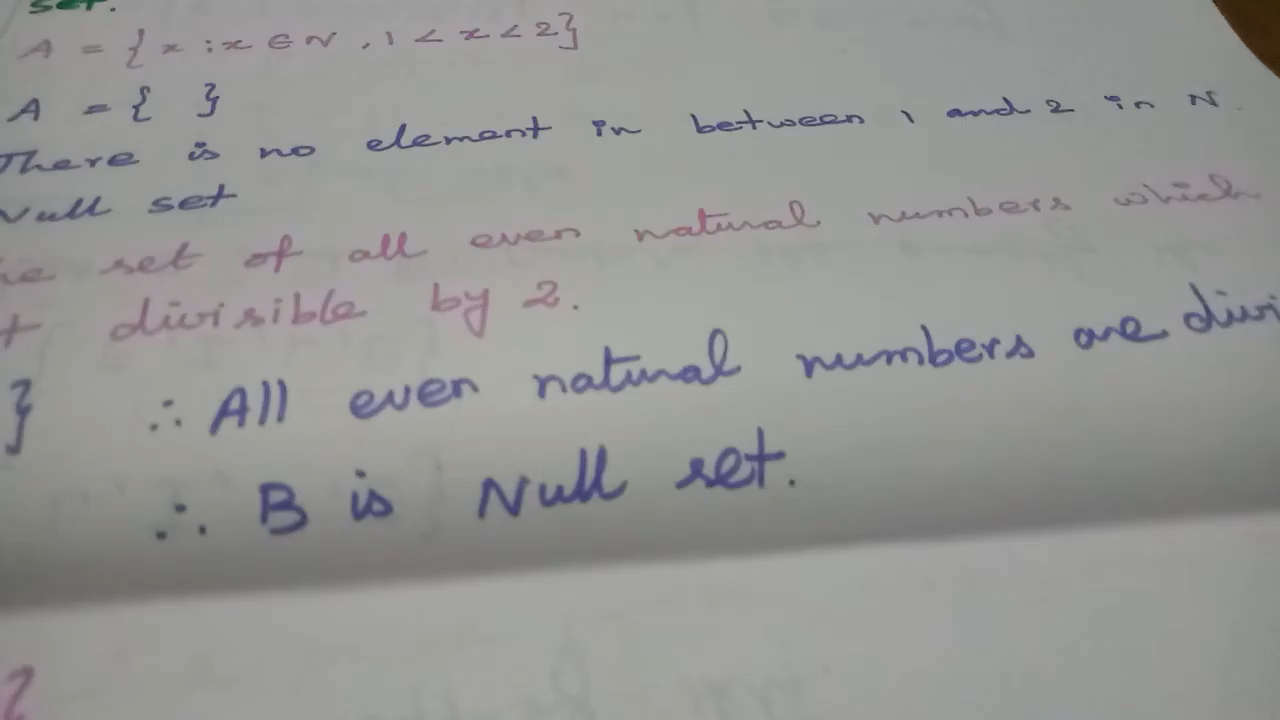 set.
A = { x : x ∈ N , 1 < x < 2}
A = { }
There is no element in between 1 and 2 in N.
Null set
set of all even natural numbers which
divisible by 2.
} ∴ All even natural numbers are divi
∴ B is Null set.